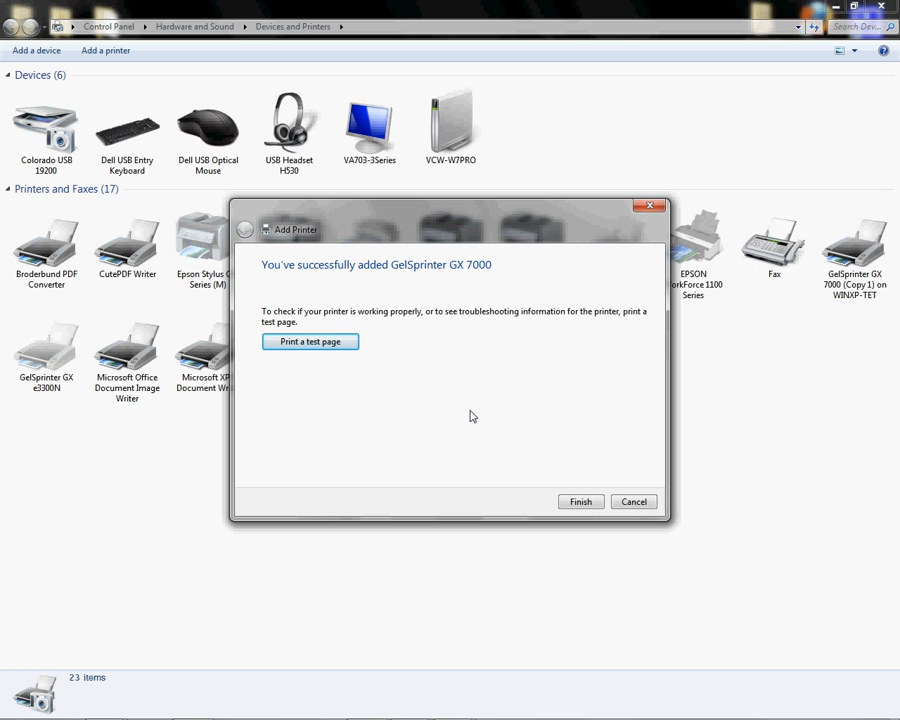 Control Panel Hardware and Sound Devices and Printers Search Dev...
Add a device Add a printer
Devices (6)
Colorado USB
19200
Dell USB Entry
Keyboard
Dell USB Optical
Mouse
USB Headset
H530
VA703-3Series
VCW-W7PRO
Printers and Faxes (17)
Broderbund PDF
Converter
CutePDF Writer
Epson Stylus
Series (M)
EPSON
WorkForce 1100
Series
Fax
GelSprinter GX
7000 (Copy 1) on
WINXP-TET
GelSprinter GX
e3300N
Microsoft Office
Document Image
Writer
Microsoft XP
Document Wr
Add Printer
You've successfully added GelSprinter GX 7000
To check if your printer is working properly, or to see troubleshooting information for the printer, print a
test page.
Print a test page
Finish Cancel
23 items